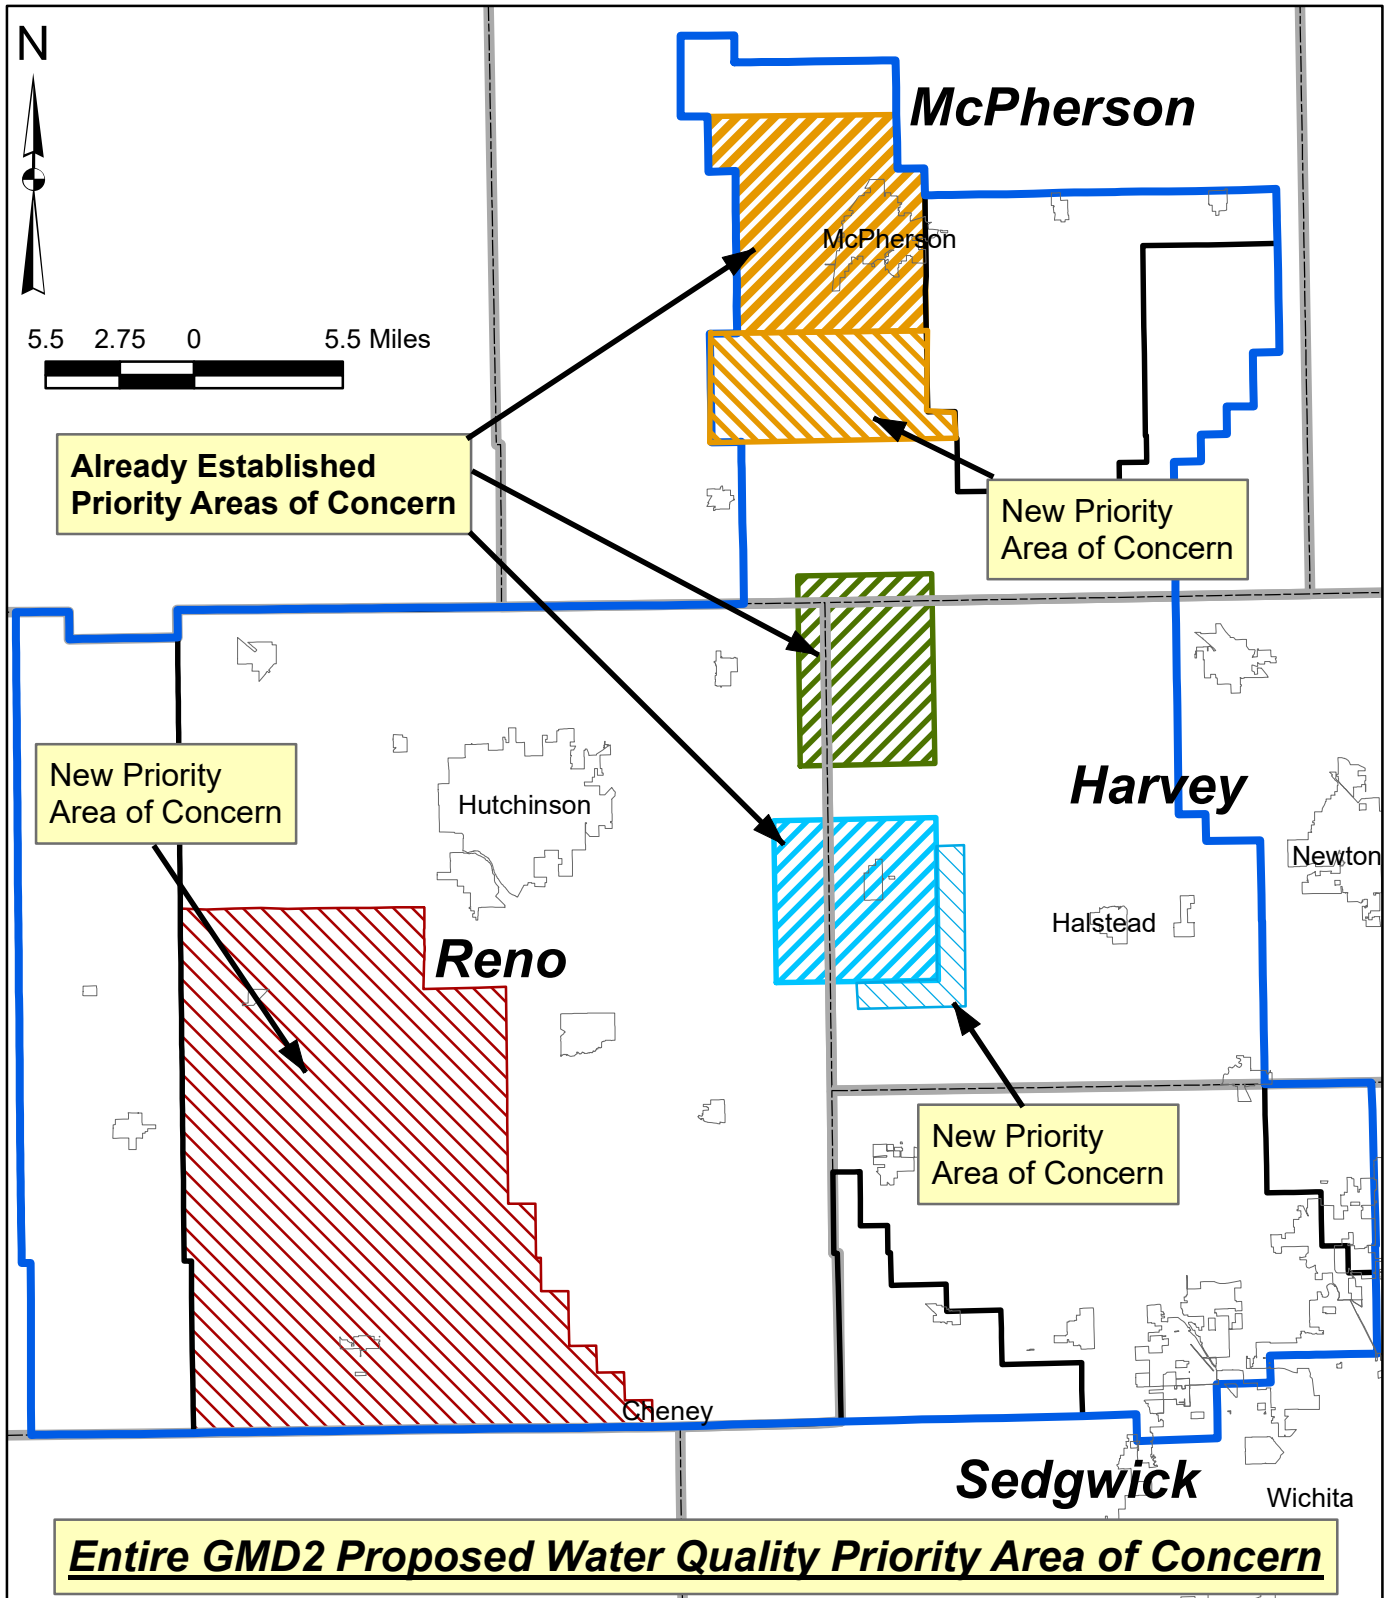 N
McPherson
McPherson
5.5 2.75 0 5.5 Miles
Already Established
Priority Areas of Concern
New Priority
Area of Concern
New Priority
Area of Concern
Hutchinson
Harvey
Newton
Halstead
Reno
New Priority
Area of Concern
Cheney
Sedgwick
Wichita
Entire GMD2 Proposed Water Quality Priority Area of Concern